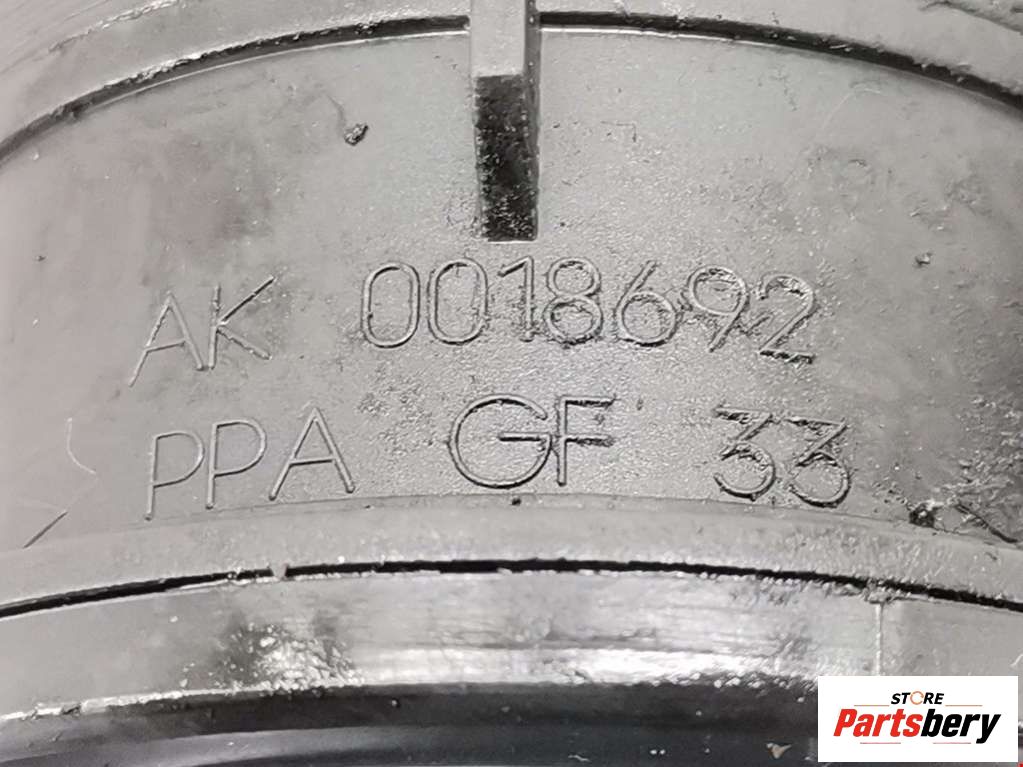 AK 0018692
PPA GF 33
STORE
Partsbery